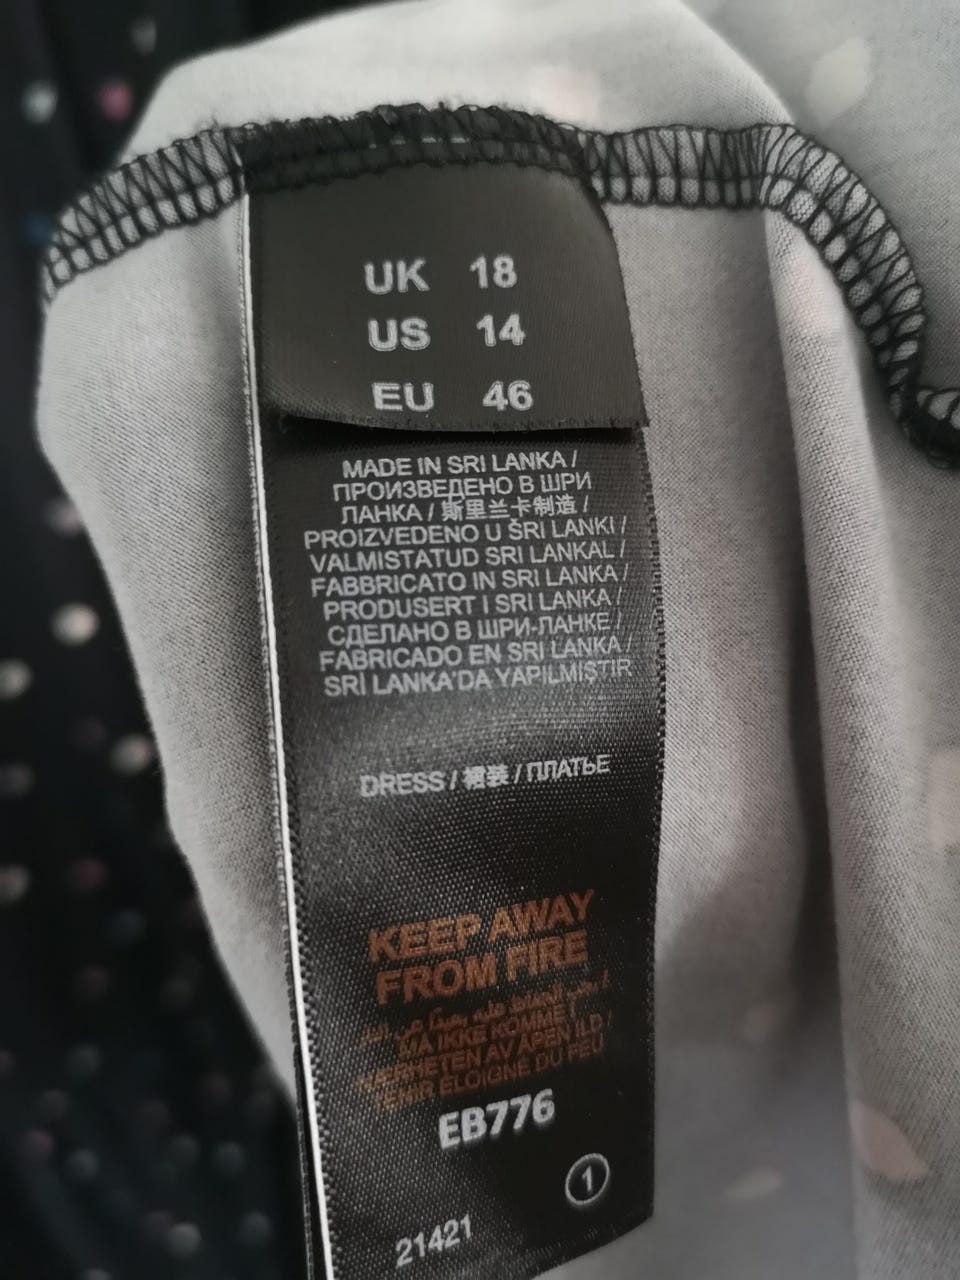 UK 18
US 14
EU 46
MADE IN SRI LANKA /
ПРОИЗВЕДЕНО В ШРИ
ЛАНКА / 斯里兰卡制造 /
PROIZVEDENO U ŠRI LANKI /
VALMISTATUD SRI LANKAL /
FABBRICATO IN SRI LANKA /
PRODUSERT I SRI LANKA /
СДЕЛАНО В ШРИ-ЛАНКЕ /
FABRICADO EN SRI LANKA /
SRİ LANKA'DA YAPILMIŞTIR
DRESS / 裙装 / ПЛАТЬЕ
KEEP AWAY
FROM FIRE
MÅ IKKE KOMME I
NÆRHETEN AV ÅPEN ILD /
TENIR ÉLOIGNÉ DU FEU
EB776
1
21421